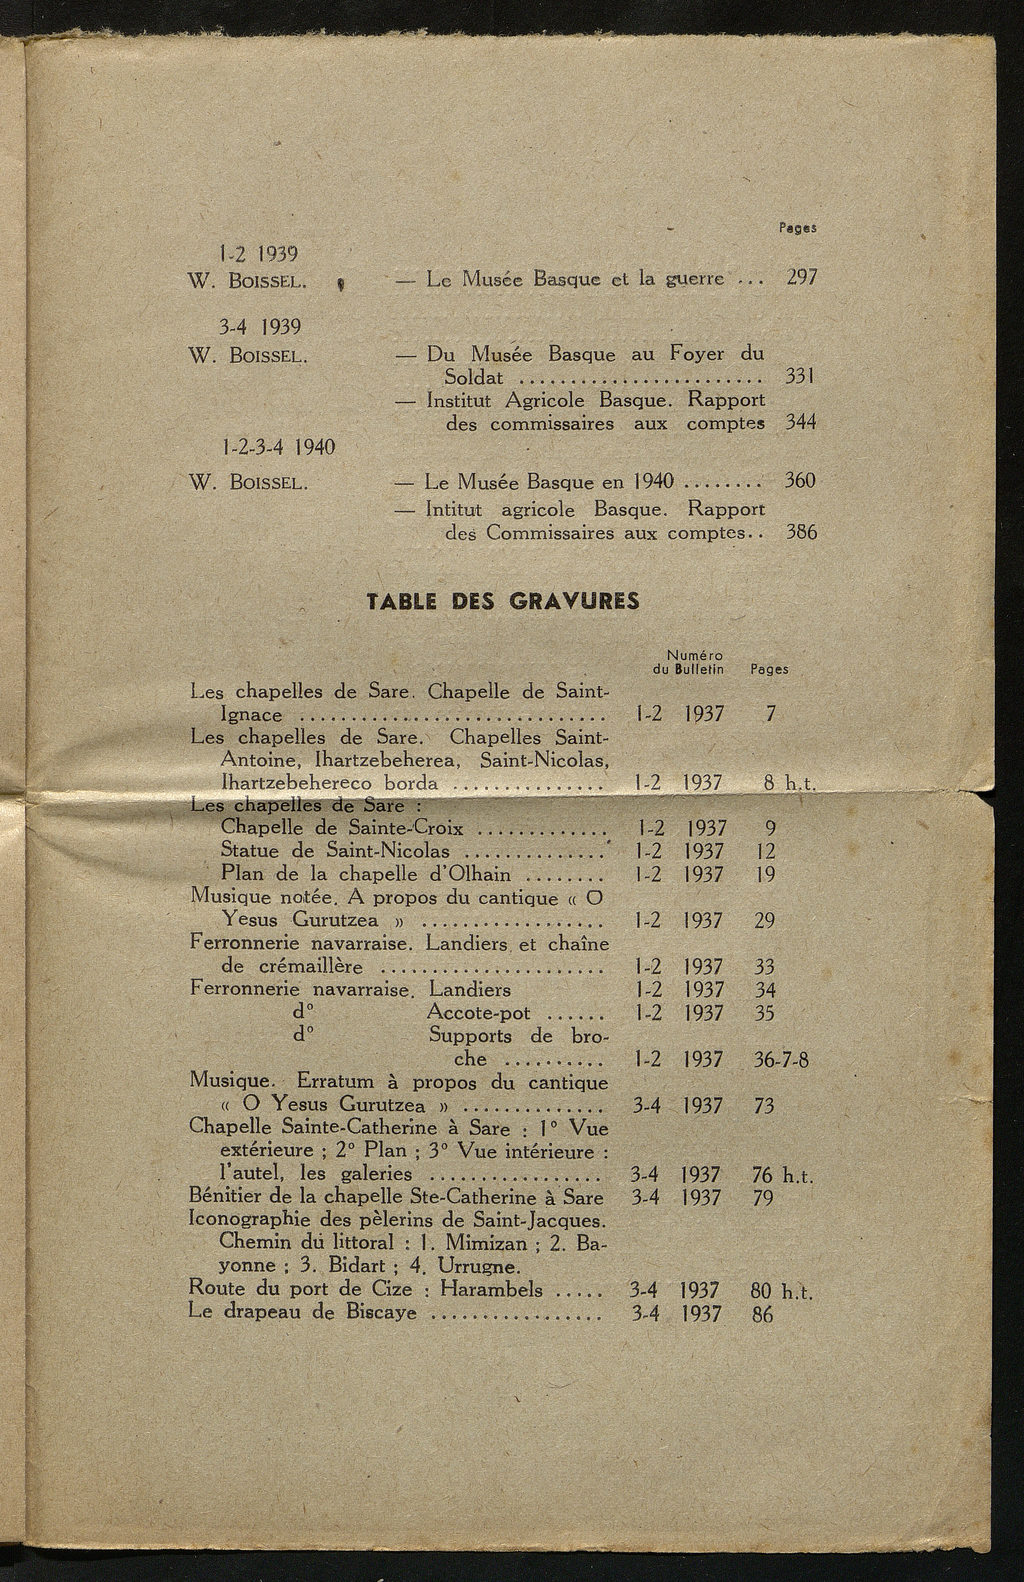 Pages
1-2 1939
W. BOISSEL. — Le Musée Basque et la guerre ... 297
3-4 1939
W. BOISSEL. — Du Musée Basque au Foyer du
Soldat ........................ 331
— Institut Agricole Basque. Rapport
des commissaires aux comptes 344
1-2-3-4 1940
W. BOISSEL. — Le Musée Basque en 1940 ........ 360
— Intitut agricole Basque. Rapport
des Commissaires aux comptes.. 386
TABLE DES GRAVURES
Numéro
du Bulletin Pages
Les chapelles de Sare. Chapelle de Saint-
Ignace .............................. 1-2 1937 7
Les chapelles de Sare. Chapelles Saint-
Antoine, Ihartzebeherea, Saint-Nicolas,
Ihartzebehereco borda ............... 1-2 1937 8 h.t.
Les chapelles de Sare :
Chapelle de Sainte-Croix ............. 1-2 1937 9
Statue de Saint-Nicolas .............. 1-2 1937 12
Plan de la chapelle d'Olhain ........ 1-2 1937 19
Musique notée. A propos du cantique « O
Yesus Gurutzea » .................. 1-2 1937 29
Ferronnerie navarraise. Landiers et chaîne
de crémaillère ...................... 1-2 1937 33
Ferronnerie navarraise. Landiers 1-2 1937 34
d° Accote-pot ...... 1-2 1937 35
d° Supports de bro-
che .......... 1-2 1937 36-7-8
Musique. Erratum à propos du cantique
« O Yesus Gurutzea » .............. 3-4 1937 73
Chapelle Sainte-Catherine à Sare : 1° Vue
extérieure ; 2° Plan ; 3° Vue intérieure :
l'autel, les galeries ................. 3-4 1937 76 h.t.
Bénitier de la chapelle Ste-Catherine à Sare 3-4 1937 79
Iconographie des pèlerins de Saint-Jacques.
Chemin du littoral : 1. Mimizan ; 2. Ba-
yonne ; 3. Bidart ; 4. Urrugne.
Route du port de Cize : Harambels ..... 3-4 1937 80 h.t.
Le drapeau de Biscaye ................. 3-4 1937 86